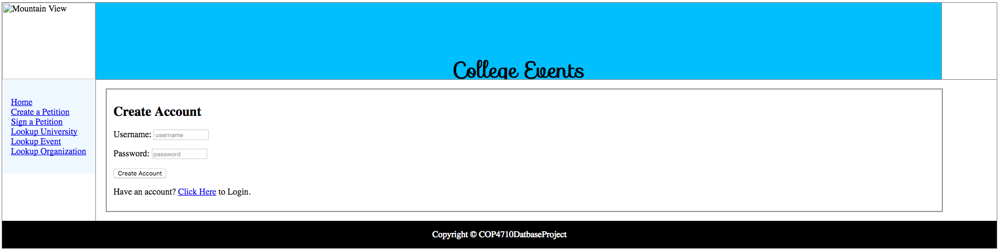 Mountain View
College Events
Home
Create a Petition
Sign a Petition
Lookup University
Lookup Event
Lookup Organization
Create Account
Username: username
Password: password
Create Account
Have an account? Click Here to Login.
Copyright © COP4710DatbaseProject